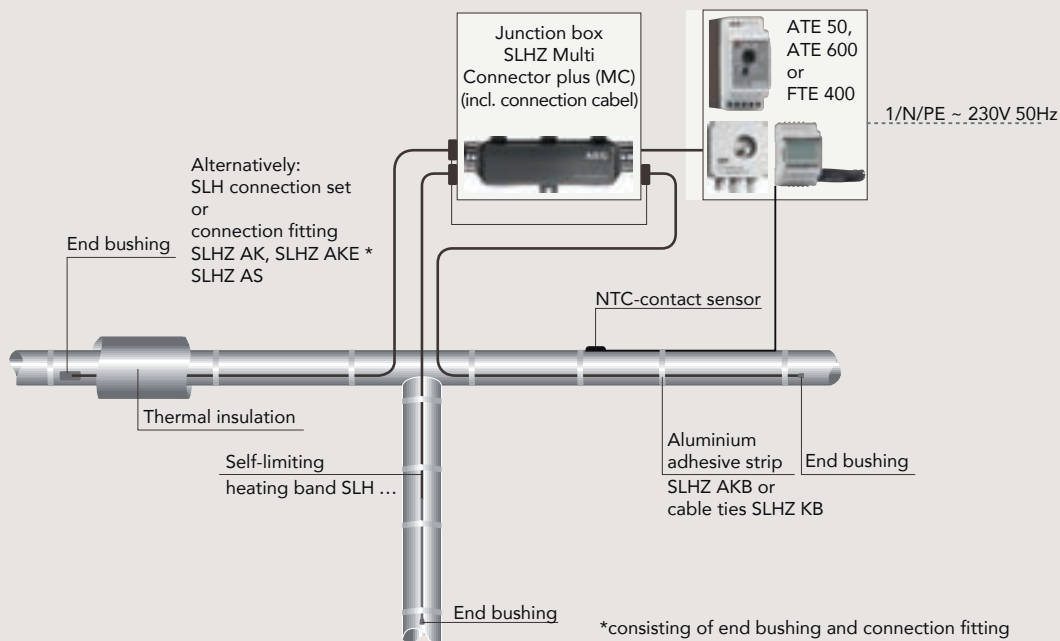 Junction box
SLHZ Multi
Connector plus (MC)
(incl. connection cabel)
ATE 50,
ATE 600
or
FTE 400
1/N/PE ~ 230V 50Hz
AEG
Alternatively:
SLH connection set
or
connection fitting
SLHZ AK, SLHZ AKE *
SLHZ AS
End bushing
NTC-contact sensor
Thermal insulation
Self-limiting
heating band SLH ...
Aluminium
adhesive strip
SLHZ AKB or
cable ties SLHZ KB
End bushing
End bushing
*consisting of end bushing and connection fitting